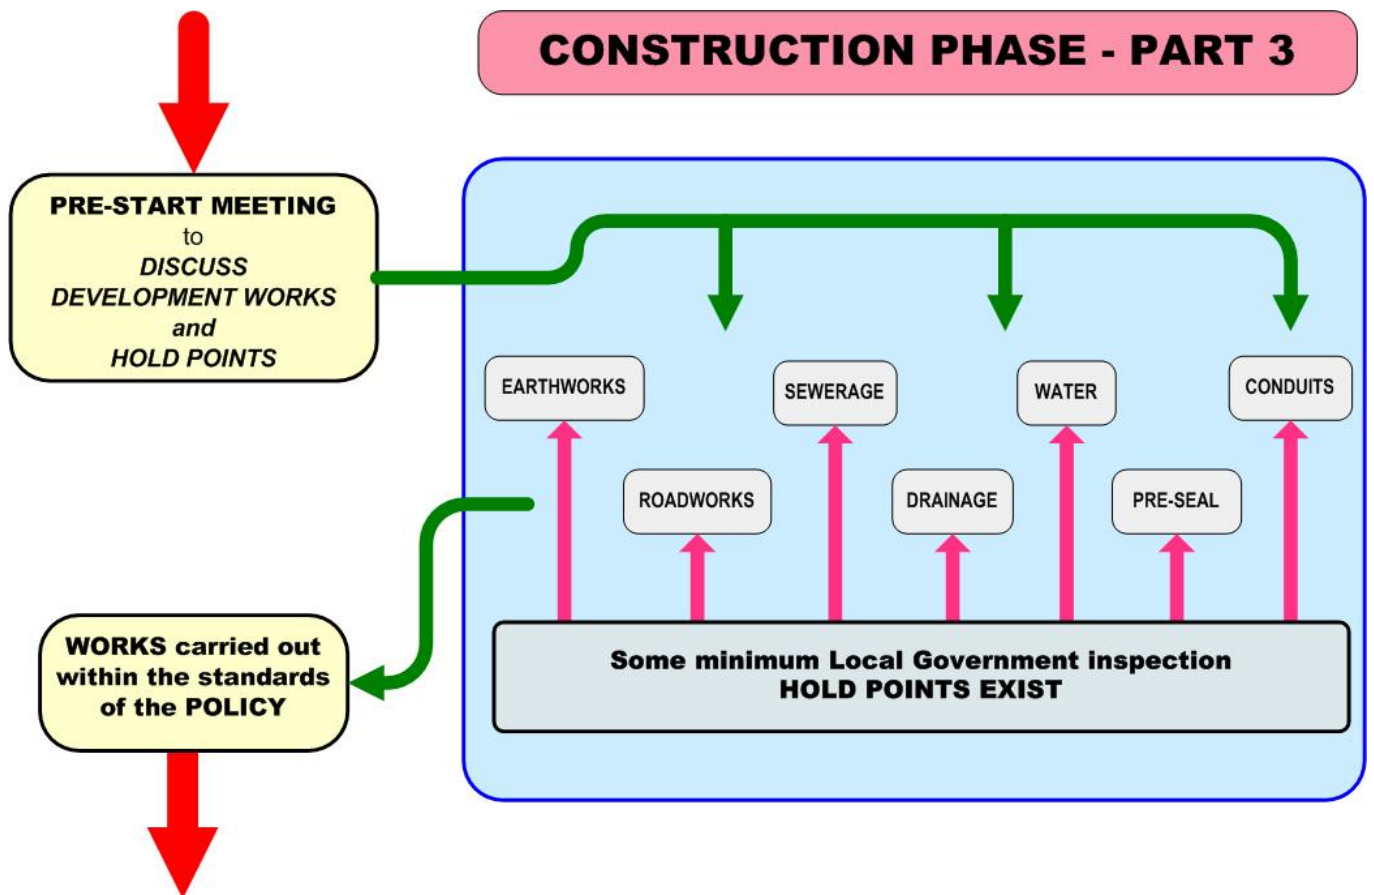 CONSTRUCTION PHASE - PART 3
PRE-START MEETING
to
DISCUSS
DEVELOPMENT WORKS
and
HOLD POINTS
EARTHWORKS
SEWERAGE
WATER
CONDUITS
ROADWORKS
DRAINAGE
PRE-SEAL
Some minimum Local Government inspection
HOLD POINTS EXIST
WORKS carried out
within the standards
of the POLICY